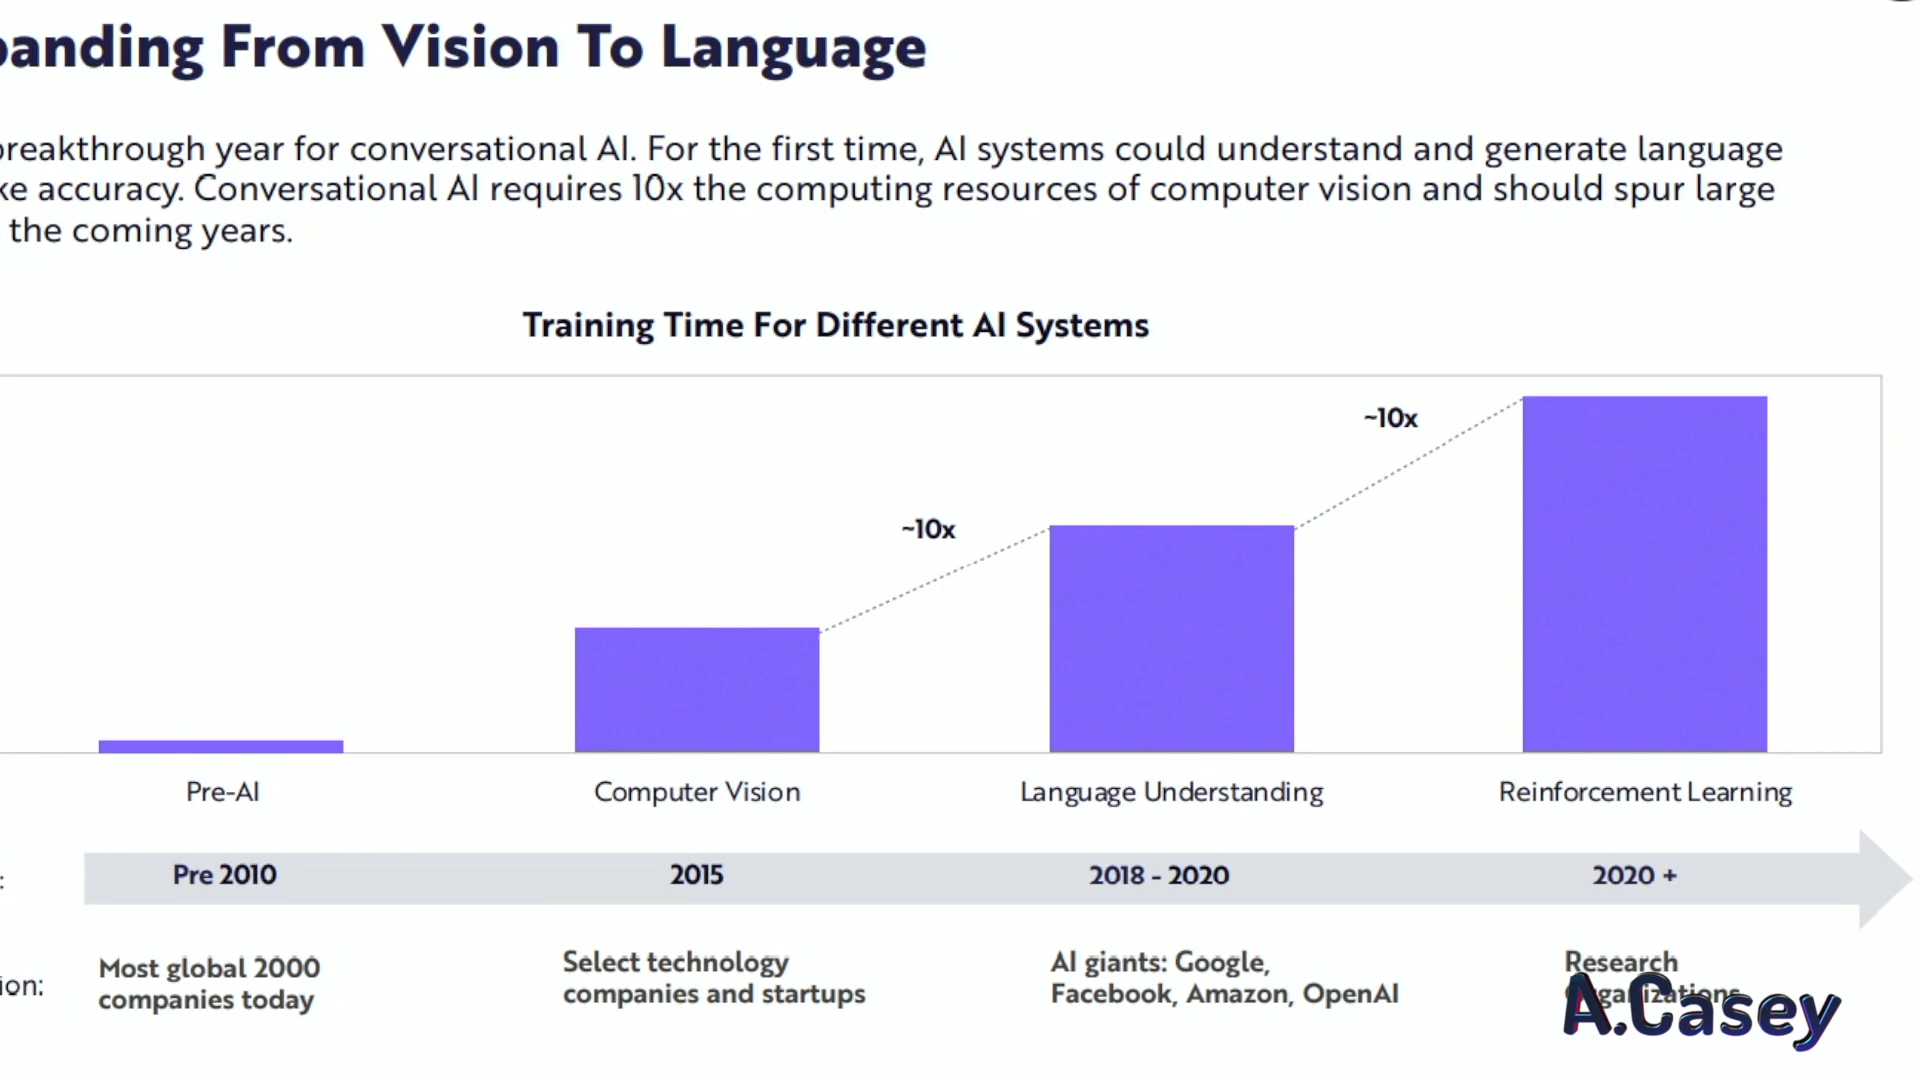 panding From Vision To Language
breakthrough year for conversational AI. For the first time, AI systems could understand and generate language
ke accuracy. Conversational AI requires 10x the computing resources of computer vision and should spur large
the coming years.
Training Time For Different AI Systems
~10x
~10x
Pre-AI
Computer Vision
Language Understanding
Reinforcement Learning
:
Pre 2010
2015
2018 - 2020
2020 +
ion:
Most global 2000
companies today
Select technology
companies and startups
AI giants: Google,
Facebook, Amazon, OpenAI
Research
Organizations
A.Casey